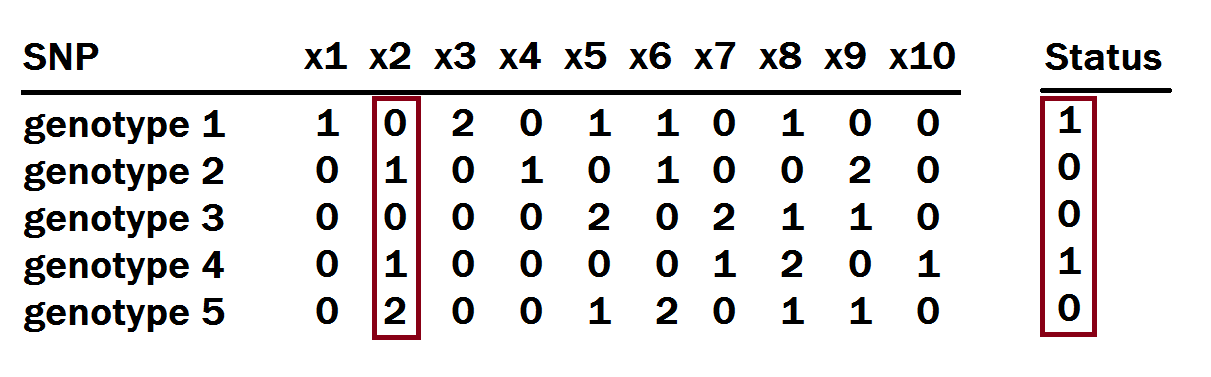 SNP x1 x2 x3 x4 x5 x6 x7 x8 x9 x10 Status
genotype 1 1 0 2 0 1 1 0 1 0 0 1
genotype 2 0 1 0 1 0 1 0 0 2 0 0
genotype 3 0 0 0 0 2 0 2 1 1 0 0
genotype 4 0 1 0 0 0 0 1 2 0 1 1
genotype 5 0 2 0 0 1 2 0 1 1 0 0